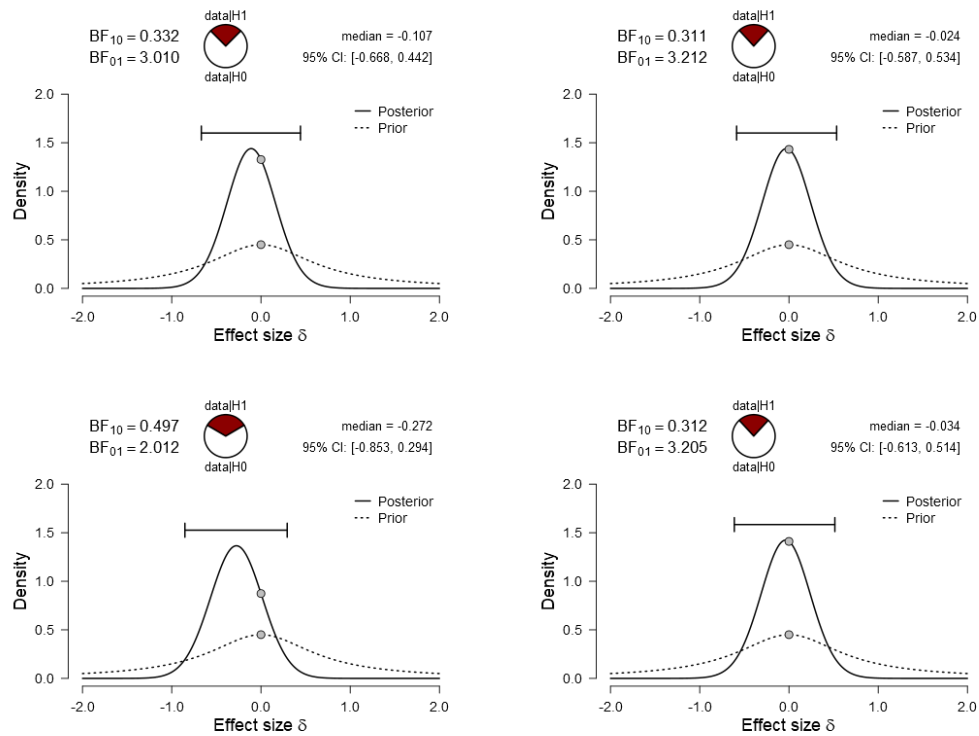 data|H1
BF10 = 0.332
BF01 = 3.010
median = -0.107
95% CI: [-0.668, 0.442]
data|H0
2.0
1.5
1.0
0.5
0.0
Density
Posterior
Prior
-2.0 -1.0 0.0 1.0 2.0
Effect size δ
data|H1
BF10 = 0.311
BF01 = 3.212
median = -0.024
95% CI: [-0.587, 0.534]
data|H0
2.0
1.5
1.0
0.5
0.0
Density
Posterior
Prior
-2.0 -1.0 0.0 1.0 2.0
Effect size δ
data|H1
BF10 = 0.497
BF01 = 2.012
median = -0.272
95% CI: [-0.853, 0.294]
data|H0
2.0
1.5
1.0
0.5
0.0
Density
Posterior
Prior
-2.0 -1.0 0.0 1.0 2.0
Effect size δ
data|H1
BF10 = 0.312
BF01 = 3.205
median = -0.034
95% CI: [-0.613, 0.514]
data|H0
2.0
1.5
1.0
0.5
0.0
Density
Posterior
Prior
-2.0 -1.0 0.0 1.0 2.0
Effect size δ